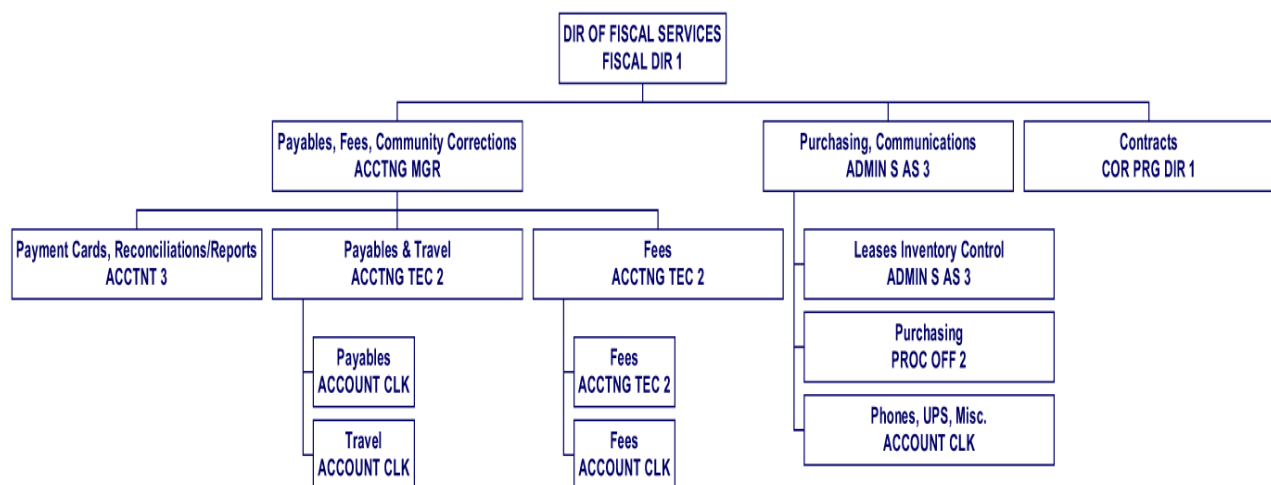 DIR OF FISCAL SERVICES
FISCAL DIR 1
Payables, Fees, Community Corrections
ACCTNG MGR
Purchasing, Communications
ADMIN S AS 3
Contracts
COR PRG DIR 1
Payment Cards, Reconciliations/Reports
ACCTNT 3
Payables & Travel
ACCTNG TEC 2
Fees
ACCTNG TEC 2
Leases Inventory Control
ADMIN S AS 3
Payables
ACCOUNT CLK
Fees
ACCTNG TEC 2
Purchasing
PROC OFF 2
Travel
ACCOUNT CLK
Fees
ACCOUNT CLK
Phones, UPS, Misc.
ACCOUNT CLK